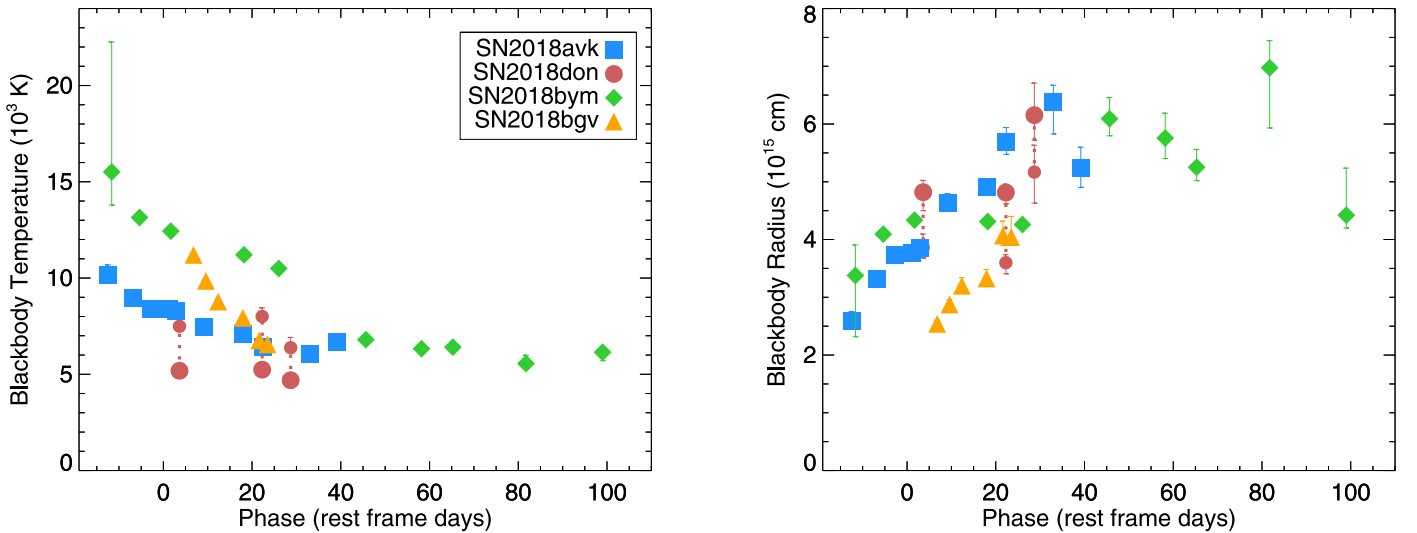 SN2018avk
SN2018don
SN2018bym
SN2018bgv
Blackbody Temperature (10³ K)
20
15
10
5
0
0 20 40 60 80 100
Phase (rest frame days)
Blackbody Radius (10¹⁵ cm)
8
6
4
2
0
0 20 40 60 80 100
Phase (rest frame days)